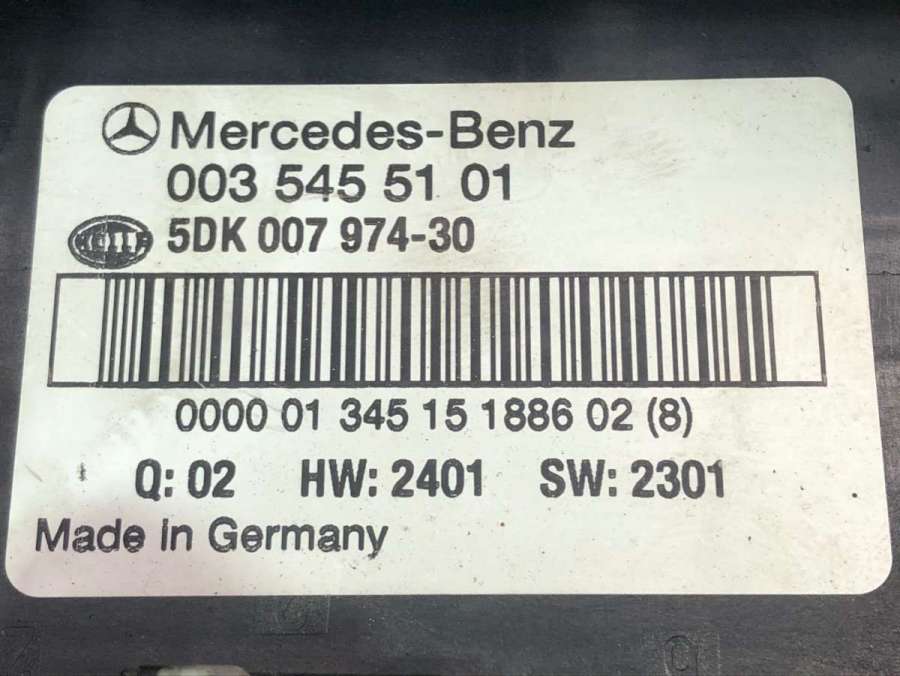 Mercedes-Benz
003 545 51 01
HELLA 5DK 007 974-30
0000 01 345 15 1886 02 (8)
Q: 02 HW: 2401 SW: 2301
Made in Germany